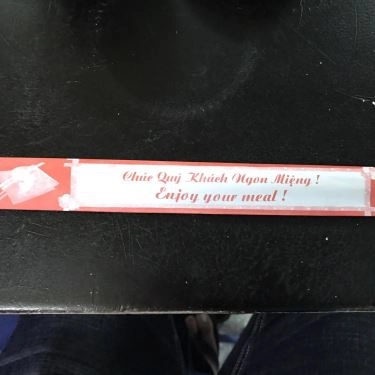 Chúc Quý Khách Ngon Miệng !
Enjoy your meal !